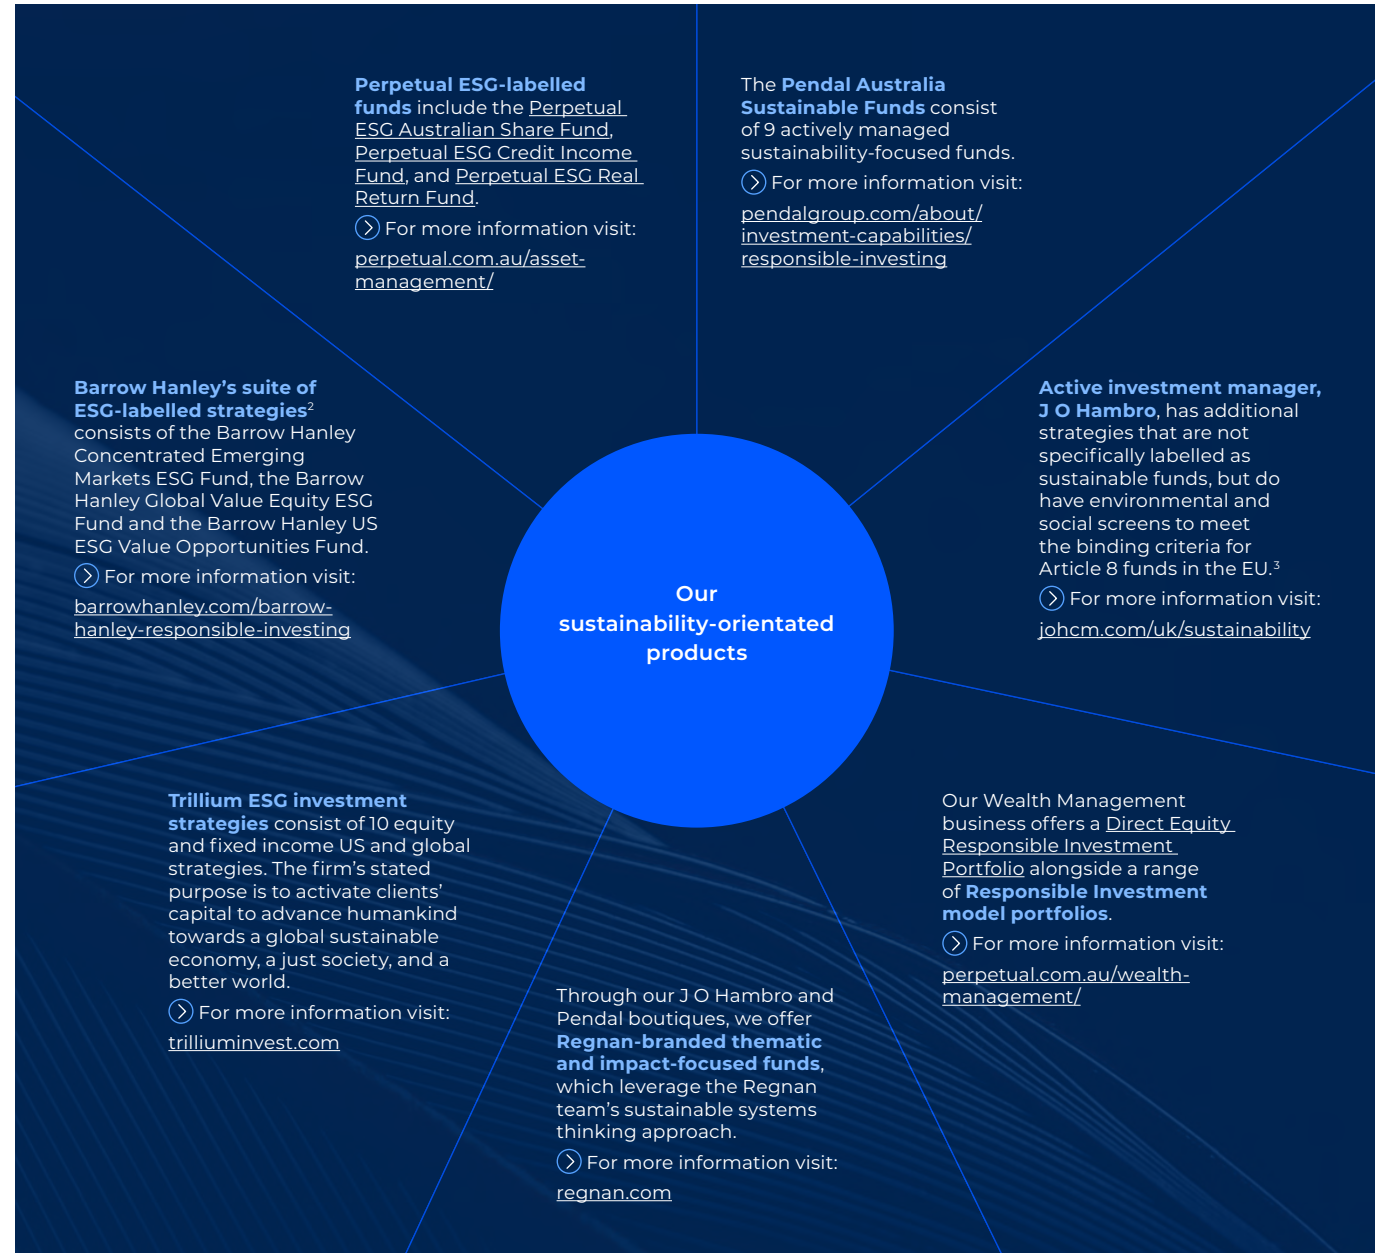 Perpetual ESG-labelled
funds include the Perpetual
ESG Australian Share Fund,
Perpetual ESG Credit Income
Fund, and Perpetual ESG Real
Return Fund.
For more information visit:
perpetual.com.au/asset-
management/
The Pendal Australia
Sustainable Funds consist
of 9 actively managed
sustainability-focused funds.
For more information visit:
pendalgroup.com/about/
investment-capabilities/
responsible-investing
Barrow Hanley’s suite of
ESG-labelled strategies2
consists of the Barrow Hanley
Concentrated Emerging
Markets ESG Fund, the Barrow
Hanley Global Value Equity ESG
Fund and the Barrow Hanley US
ESG Value Opportunities Fund.
For more information visit:
barrowhanley.com/barrow-
hanley-responsible-investing
Active investment manager,
J O Hambro, has additional
strategies that are not
specifically labelled as
sustainable funds, but do
have environmental and
social screens to meet
the binding criteria for
Article 8 funds in the EU.3
For more information visit:
johcm.com/uk/sustainability
Our
sustainability-orientated
products
Trillium ESG investment
strategies consist of 10 equity
and fixed income US and global
strategies. The firm’s stated
purpose is to activate clients’
capital to advance humankind
towards a global sustainable
economy, a just society, and a
better world.
For more information visit:
trilliuminvest.com
Our Wealth Management
business offers a Direct Equity
Responsible Investment
Portfolio alongside a range
of Responsible Investment
model portfolios.
For more information visit:
perpetual.com.au/wealth-
management/
Through our J O Hambro and
Pendal boutiques, we offer
Regnan-branded thematic
and impact-focused funds,
which leverage the Regnan
team’s sustainable systems
thinking approach.
For more information visit:
regnan.com